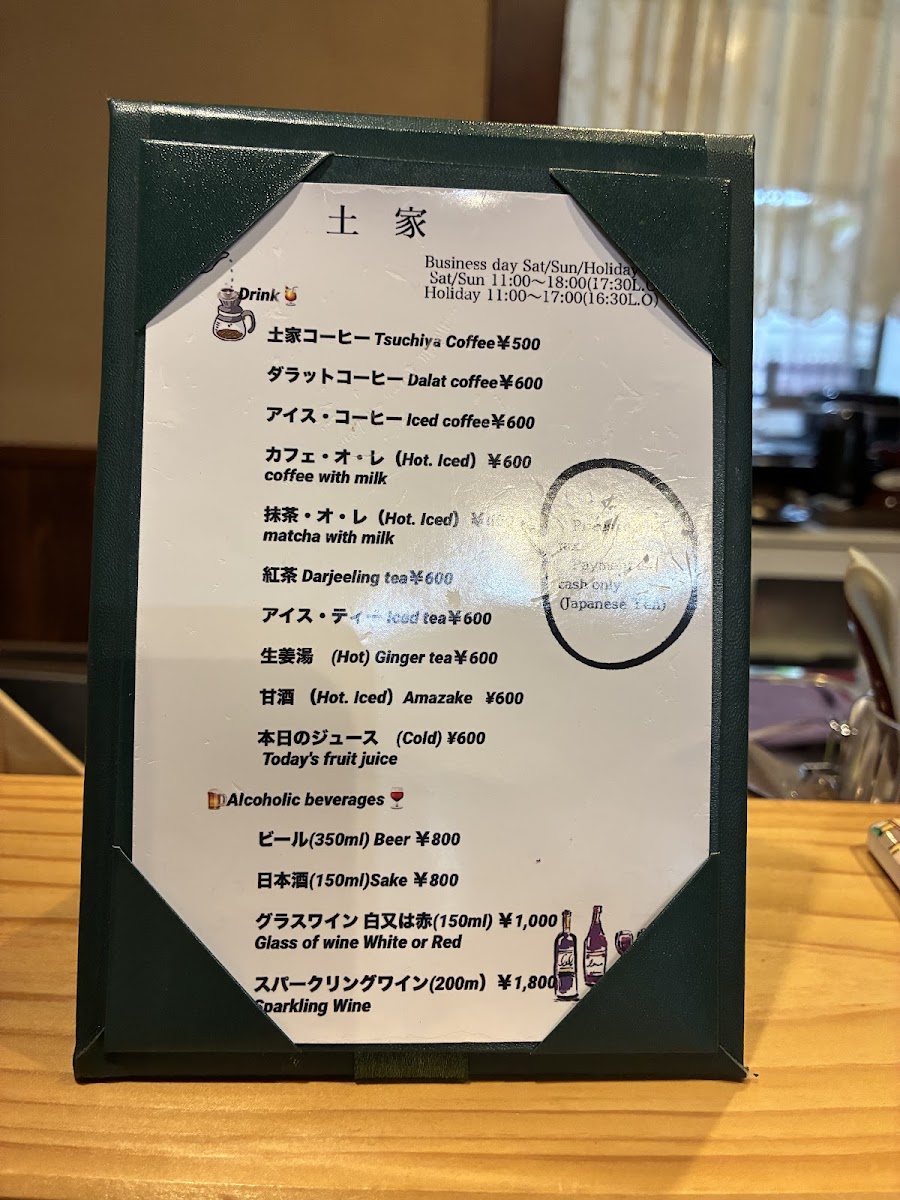 土 家
Business day Sat/Sun/Holiday
Sat/Sun 11:00~18:00(17:30L.O
Holiday 11:00~17:00(16:30L.O)
Drink
土家コーヒー Tsuchiya Coffee¥500
ダラットコーヒー Dalat coffee¥600
アイス・コーヒー Iced coffee¥600
カフェ・オ・レ (Hot. Iced) ¥600
coffee with milk
抹茶・オ・レ (Hot. Iced)
matcha with milk
紅茶 Darjeeling tea¥600
アイス・ティー Iced tea¥600
生姜湯 (Hot) Ginger tea¥600
甘酒 (Hot. Iced) Amazake ¥600
本日のジュース (Cold) ¥600
Today's fruit juice
Payment
cash only
(Japanese Yen)
Alcoholic beverages
ビール(350ml) Beer ¥800
日本酒(150ml)Sake ¥800
グラスワイン 白又は赤(150ml) ¥1,000
Glass of wine White or Red
スパークリングワイン(200m) ¥1,800
Sparkling Wine